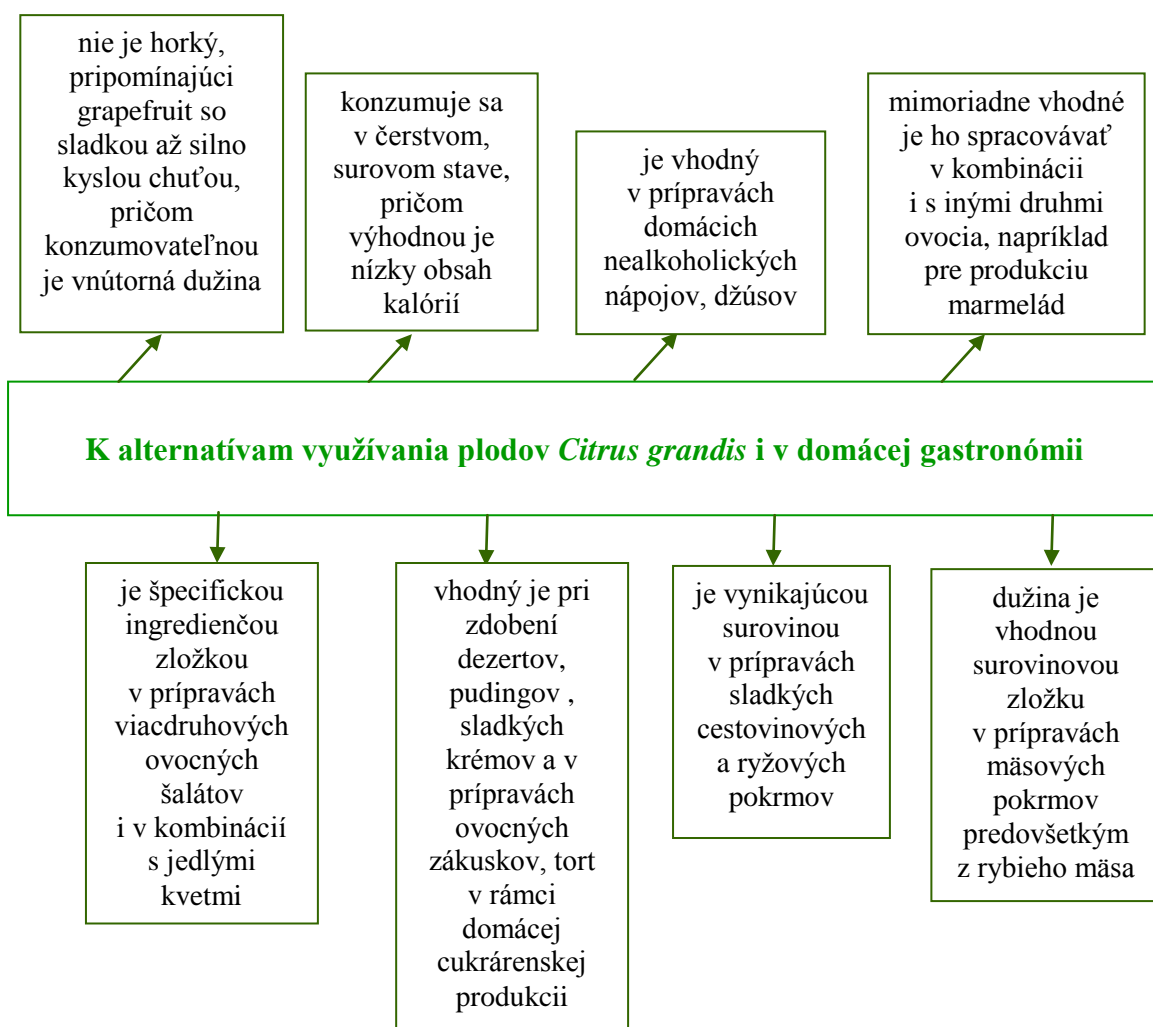 nie je horký,
pripomínajúci
grapefruit so
sladkou až silno
kyslou chuťou,
pričom
konzumovateľnou
je vnútorná dužina
konzumuje sa
v čerstvom,
surovom stave,
pričom
výhodnou je
nízky obsah
kalórií
je vhodný
v prípravách
domácich
nealkoholických
nápojov, džúsov
mimoriadne vhodné
je ho spracovávať
v kombinácii
i s inými druhmi
ovocia, napríklad
pre produkciu
marmelád
K alternatívam využívania plodov Citrus grandis i v domácej gastronómii
je špecifickou
ingredienčou
zložkou
v prípravách
viacdruhových
ovocných
šalátov
i v kombinácií
s jedlými
kvetmi
vhodný je pri
zdobení
dezertov,
pudingov ,
sladkých
krémov a v
prípravách
ovocných
zákuskov, tort
v rámci
domácej
cukrárenskej
produkcii
je vynikajúcou
surovinou
v prípravách
sladkých
cestovinových
a ryžových
pokrmov
dužina je
vhodnou
surovinovou
zložku
v prípravách
mäsových
pokrmov
predovšetkým
z rybieho mäsa